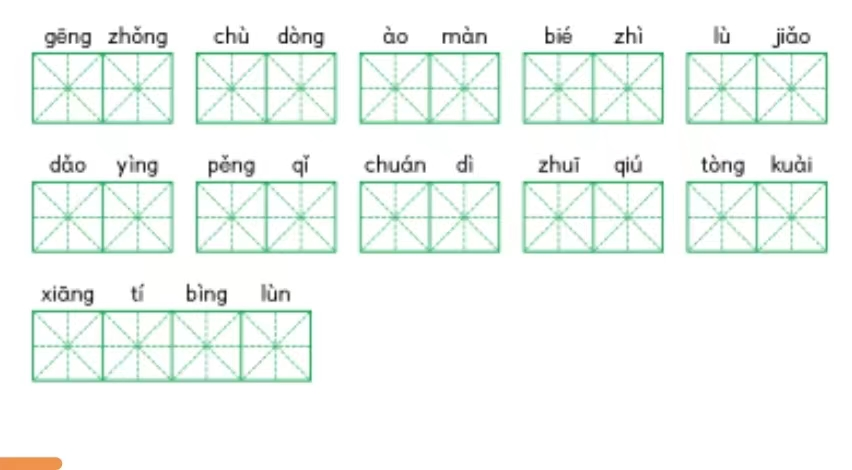 gēng zhǒng chù dòng ào màn bié zhì lù jiǎo
dǎo yìng pěng qǐ chuán dì zhuī qiú tòng kuài
xiāng tí bìng lùn